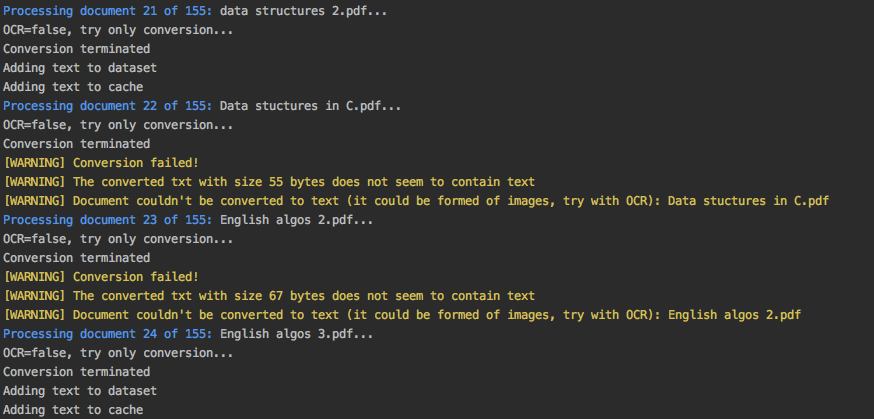 Processing document 21 of 155: data structures 2.pdf...
OCR=false, try only conversion...
Conversion terminated
Adding text to dataset
Adding text to cache
Processing document 22 of 155: Data stuctures in C.pdf...
OCR=false, try only conversion...
Conversion terminated
[WARNING] Conversion failed!
[WARNING] The converted txt with size 55 bytes does not seem to contain text
[WARNING] Document couldn't be converted to text (it could be formed of images, try with OCR): Data stuctures in C.pdf
Processing document 23 of 155: English algos 2.pdf...
OCR=false, try only conversion...
Conversion terminated
[WARNING] Conversion failed!
[WARNING] The converted txt with size 67 bytes does not seem to contain text
[WARNING] Document couldn't be converted to text (it could be formed of images, try with OCR): English algos 2.pdf
Processing document 24 of 155: English algos 3.pdf...
OCR=false, try only conversion...
Conversion terminated
Adding text to dataset
Adding text to cache